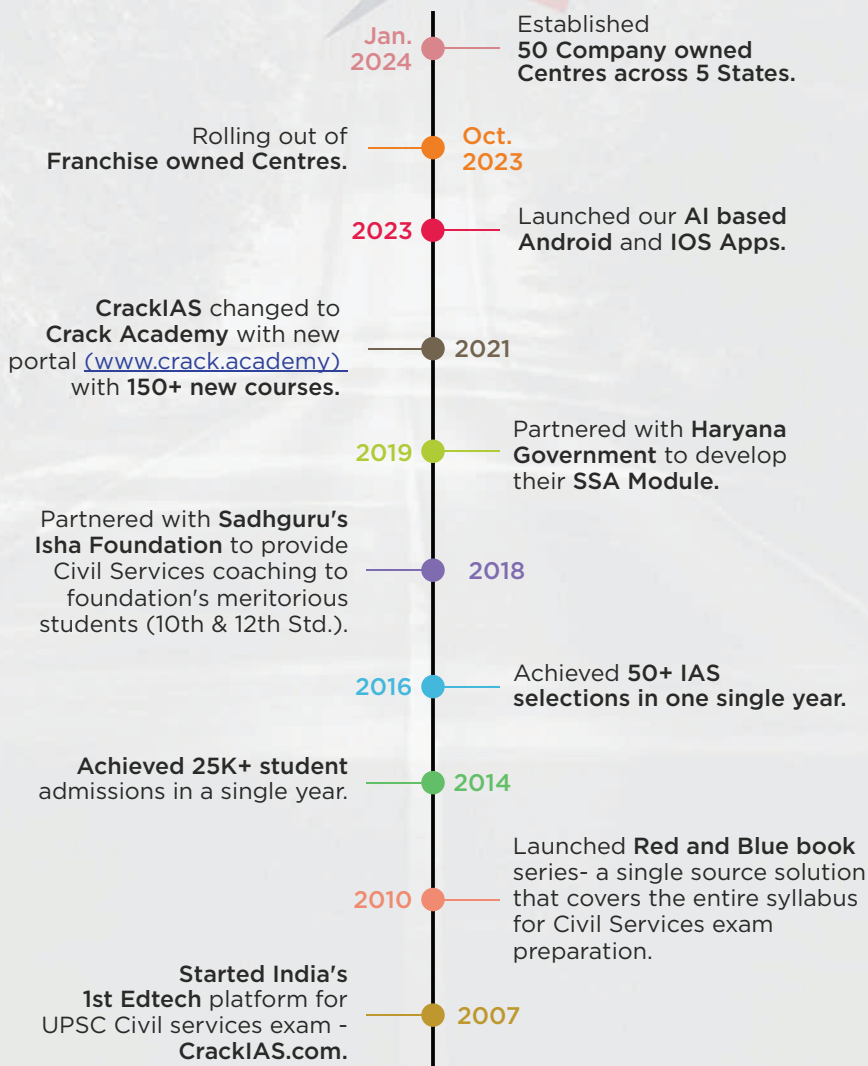 Jan.
2024
Established
50 Company owned
Centres across 5 States.
Rolling out of
Franchise owned Centres.
Oct.
2023
2023
Launched our AI based
Android and IOS Apps.
CrackIAS changed to
Crack Academy with new
portal (www.crack.academy)
with 150+ new courses.
2021
2019
Partnered with Haryana
Government to develop
their SSA Module.
Partnered with Sadhguru's
Isha Foundation to provide
Civil Services coaching to
foundation's meritorious
students (10th & 12th Std.).
2018
2016
Achieved 50+ IAS
selections in one single year.
Achieved 25K+ student
admissions in a single year.
2014
2010
Launched Red and Blue book
series- a single source solution
that covers the entire syllabus
for Civil Services exam
preparation.
Started India's
1st Edtech platform for
UPSC Civil services exam -
CrackIAS.com.
2007